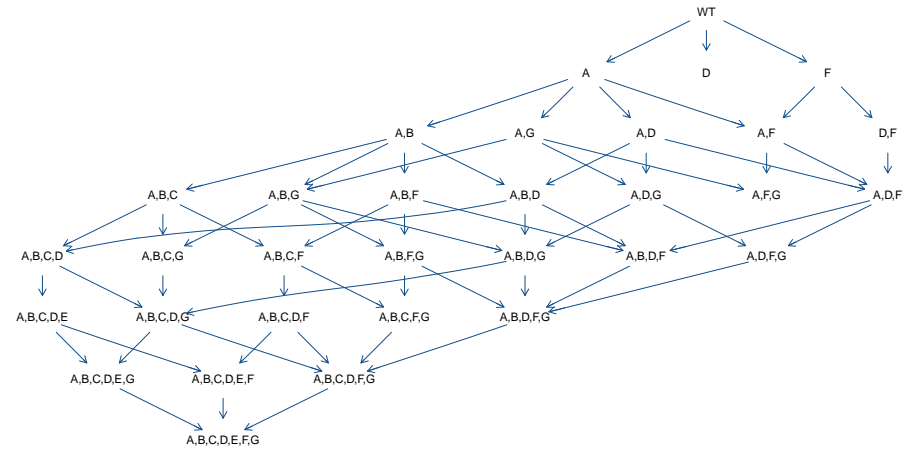 WT
A D F
A,B A,G A,D A,F D,F
A,B,C A,B,G A,B,F A,B,D A,D,G A,F,G A,D,F
A,B,C,D A,B,C,G A,B,C,F A,B,F,G A,B,D,G A,B,D,F A,D,F,G
A,B,C,D,E A,B,C,D,G A,B,C,D,F A,B,C,F,G A,B,D,F,G
A,B,C,D,E,G A,B,C,D,E,F A,B,C,D,F,G
A,B,C,D,E,F,G